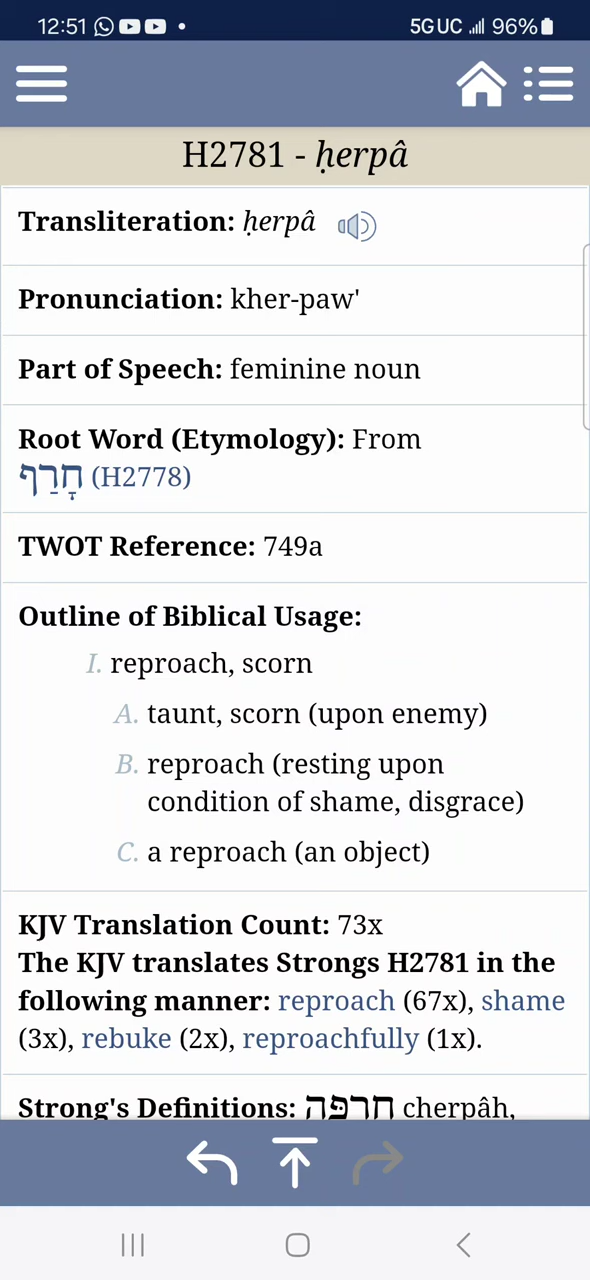 12:51 5G UC 96%
H2781 - ḥerpâ
Transliteration: ḥerpâ
Pronunciation: kher-paw'
Part of Speech: feminine noun
Root Word (Etymology): From
חָרַף (H2778)
TWOT Reference: 749a
Outline of Biblical Usage:
I. reproach, scorn
A. taunt, scorn (upon enemy)
B. reproach (resting upon
condition of shame, disgrace)
C. a reproach (an object)
KJV Translation Count: 73x
The KJV translates Strongs H2781 in the
following manner: reproach (67x), shame
(3x), rebuke (2x), reproachfully (1x).
Strong's Definitions: חרפּה cherpâh,